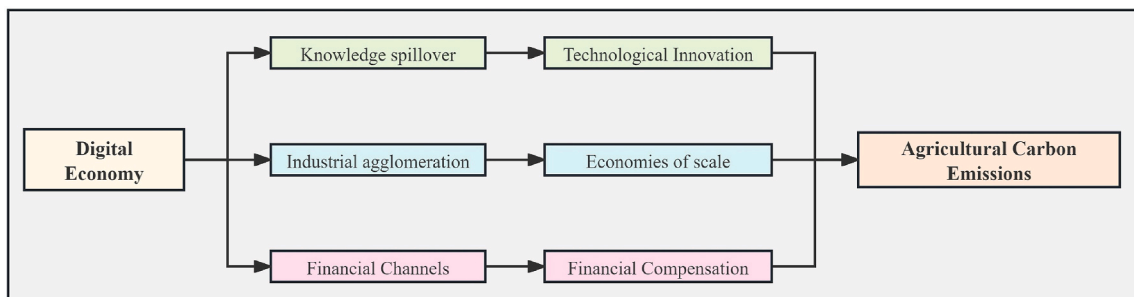 Knowledge spillover
Technological Innovation
Digital
Economy
Industrial agglomeration
Economies of scale
Agricultural Carbon
Emissions
Financial Channels
Financial Compensation